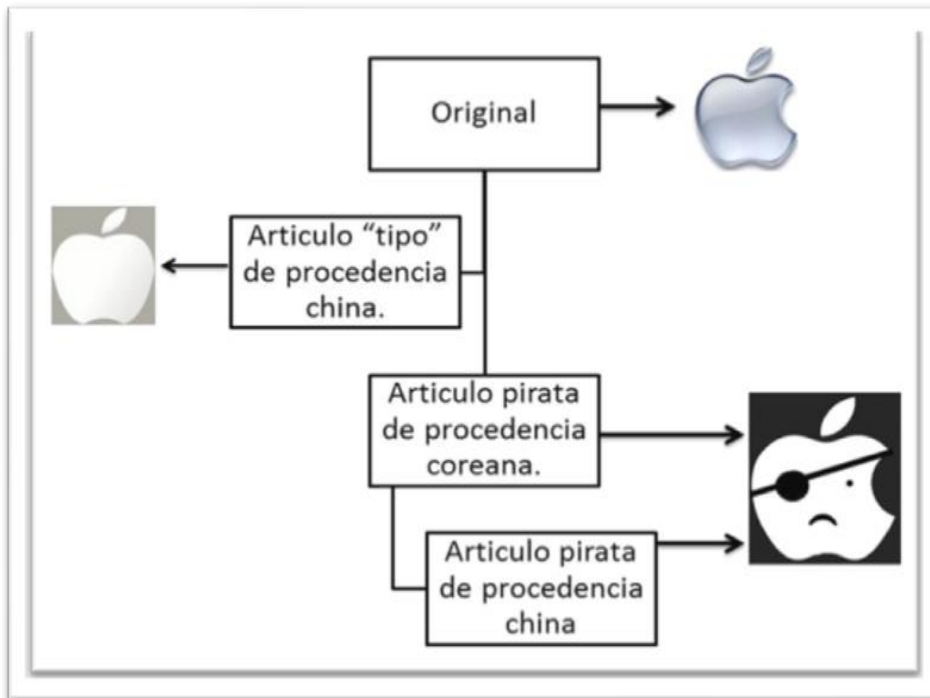 Original
Articulo “tipo”
de procedencia
china.
Articulo pirata
de procedencia
coreana.
Articulo pirata
de procedencia
china